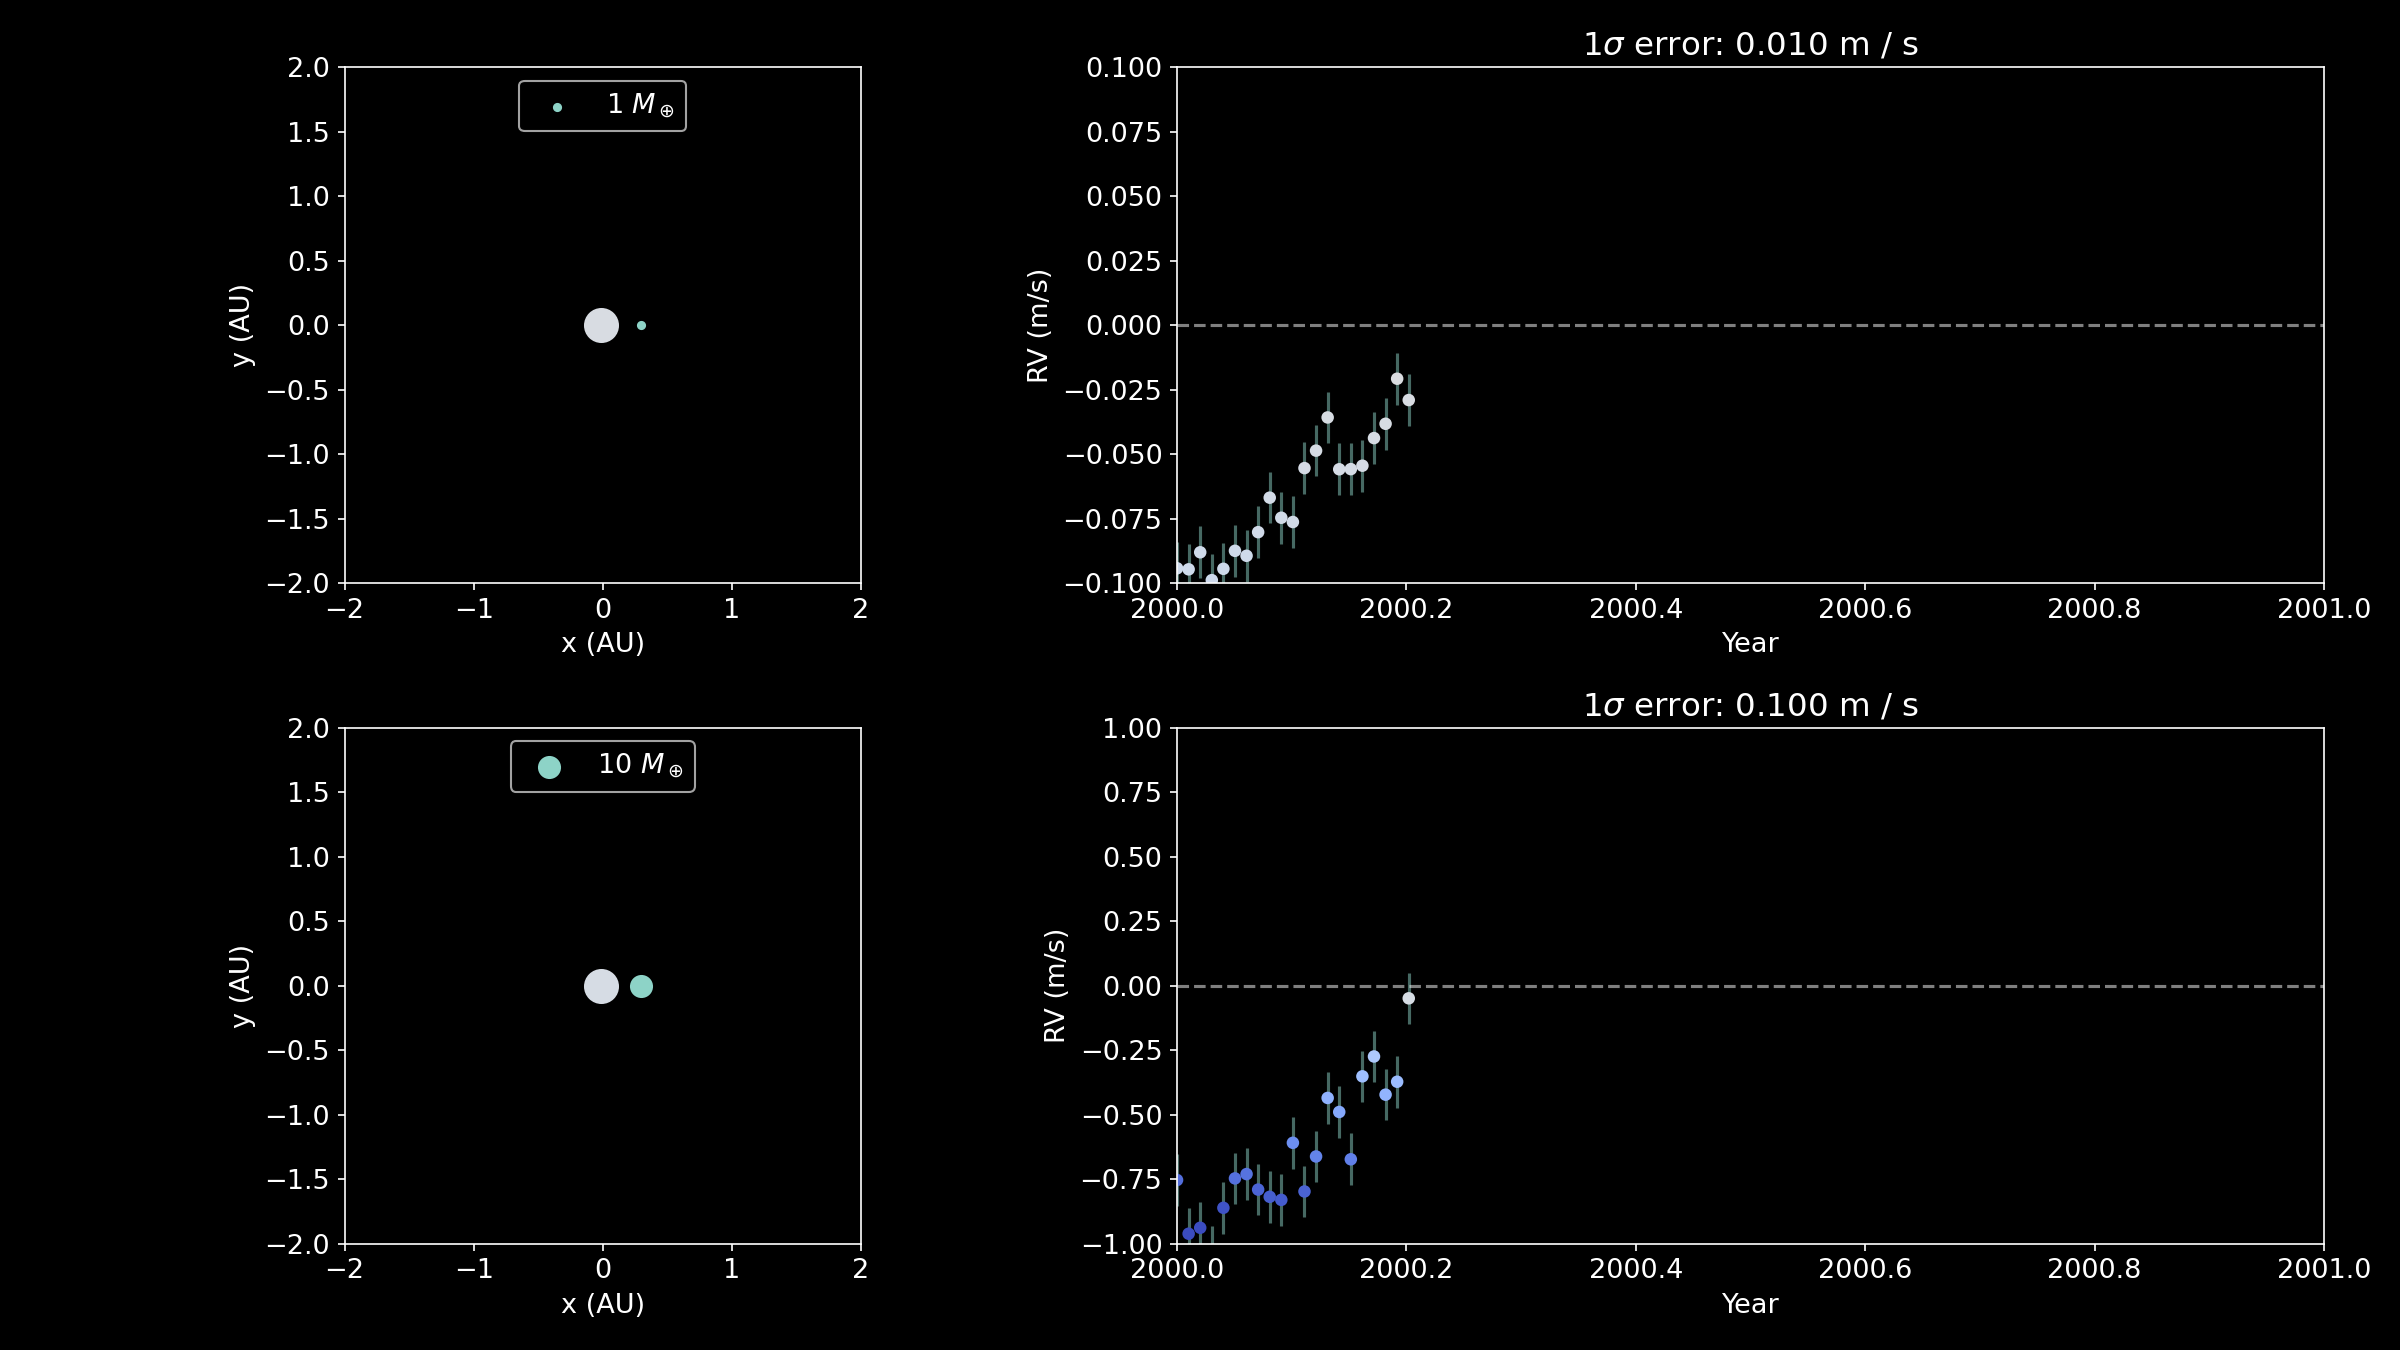 1σ error: 0.010 m / s
2.0
1.5
1.0
0.5
0.0
−0.5
−1.0
−1.5
−2.0
y (AU)
1 M⊕
−2 −1 0 1 2
x (AU)
0.100
0.075
0.050
0.025
0.000
−0.025
−0.050
−0.075
−0.100
RV (m/s)
2000.0 2000.2 2000.4 2000.6 2000.8 2001.0
Year
1σ error: 0.100 m / s
2.0
1.5
1.0
0.5
0.0
−0.5
−1.0
−1.5
−2.0
y (AU)
10 M⊕
−2 −1 0 1 2
x (AU)
1.00
0.75
0.50
0.25
0.00
−0.25
−0.50
−0.75
−1.00
RV (m/s)
2000.0 2000.2 2000.4 2000.6 2000.8 2001.0
Year